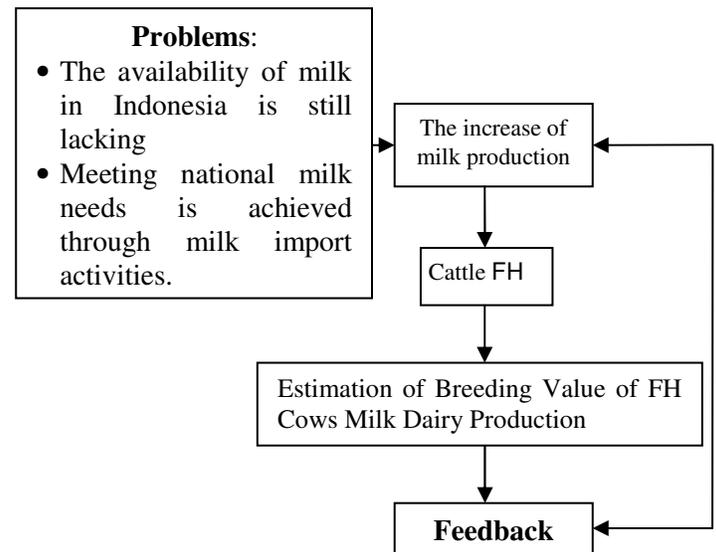 Problems:
• The availability of milk
in Indonesia is still
lacking
• Meeting national milk
needs is achieved
through milk import
activities.
The increase of
milk production
Cattle FH
Estimation of Breeding Value of FH
Cows Milk Dairy Production
Feedback